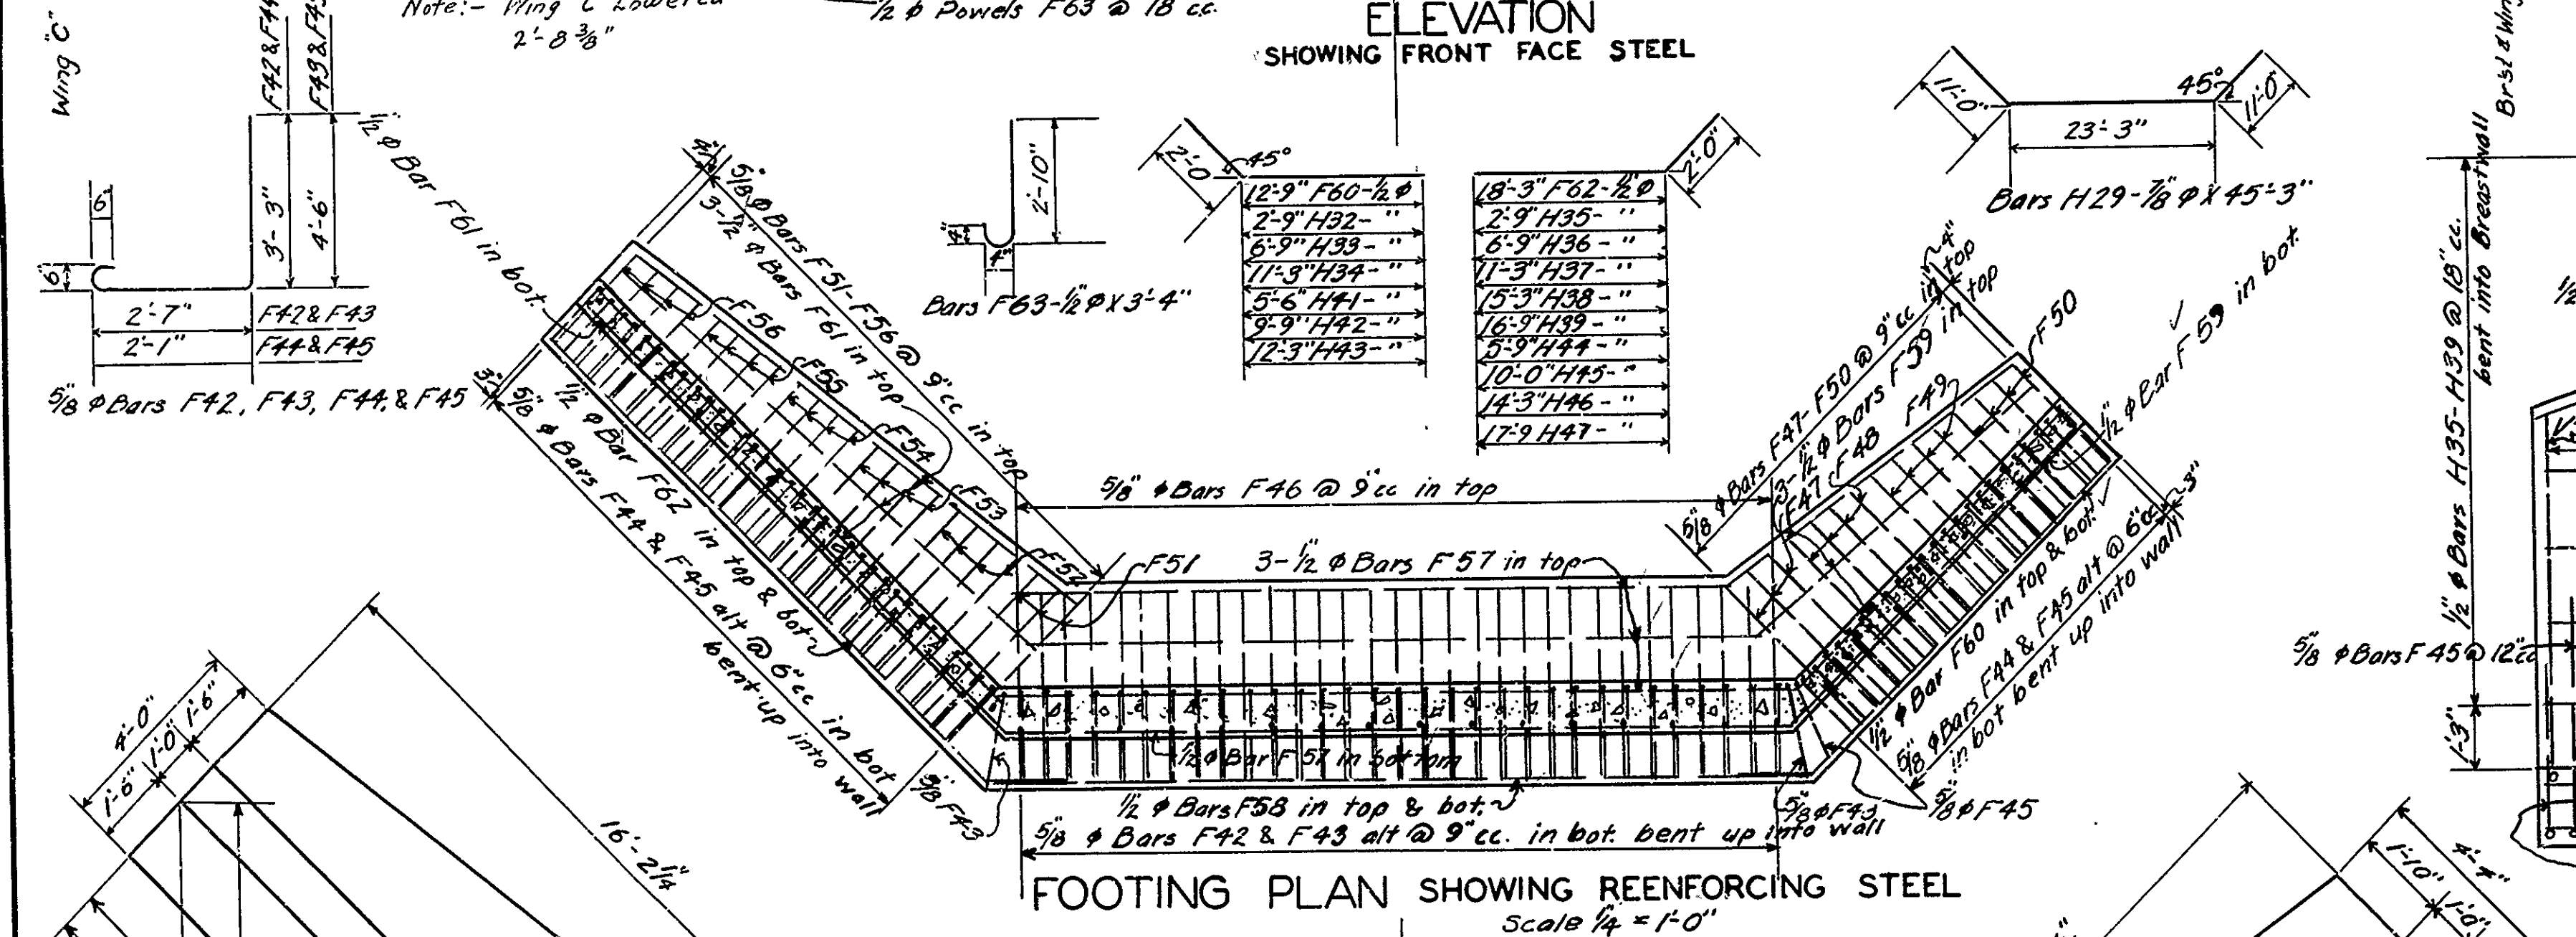 Wing "C"
Note:- Wing C Lowered
2'-8 3/8"
1/2 φ Dowels F63 @ 18 cc.
ELEVATION
SHOWING FRONT FACE STEEL
F42 & F44
F43 & F45
6"
6"
3'-3"
4'-6"
2'-7" F42 & F43
2'-1" F44 & F45
5/8" φ Bars F42, F43, F44, & F45
1/2 φ Bar F61 in bot.
4"
5/8" φ Bars F51-F56 @ 9" cc in top
3-1/2" φ Bars F61 in top
4"
4"
2'-10"
Bars F63-1/2" φ X 3'-4"
2'-0
45°
12'-9" F60-1/2 φ
2'-9" H32- "
6'-9" H33- "
11'-3" H34- "
5'-6" H41- "
9'-9" H42- "
12'-3" H43- "
2'-0"
18'-3" F62-1/2 φ
2'-9" H35- "
6'-9" H36- "
11'-3" H37- "
15'-3" H38- "
16'-9" H39- "
5'-9" H44- "
10'-0" H45- "
14'-3" H46- "
17'-9 H47- "
11'-0"
45°
11'-0
23'-3"
Bars H29-7/8" φ X 45'-3"
F56
F55
F54
F53
F52
F51
3"
1/2 φ Bar F62 in top & bot.
5/8" φ Bars F44 & F45 alt @ 6" cc in bot
bent up into wall
5/8" F43
5/8" φ Bars F46 @ 9" cc in top
3-1/2 φ Bars F57 in top
1/2 φ Bar F57 in bottom
1/2 φ Bars F58 in top & bot.
5/8" φ Bars F42 & F43 alt @ 9" cc. in bot. bent up into wall
5/8" φ Bars F47-F50 @ 9" cc in top
4"
3-1/2 φ Bars F59 in top
F47
F48
F49
F50
1/2 φ Bar F59 in bot.
3"
1/2" φ Bar F60 in top & bot.
5/8" φ Bars F44 & F45 alt @ 6" cc
in bot bent up into wall
5/8" φ F43
5/8" φ F45
FOOTING PLAN SHOWING REENFORCING STEEL
Scale 1/4" = 1'-0"
4'-0"
1'-6"
1'-0"
1'-6"
16'-2 1/4"
1/2" φ Bars H35-H39 @ 18" cc.
bent into Breastwall
5/8" φ Bars F45 @ 12" cc
1'-3"
4'-4"
1'-10"
1'-0"